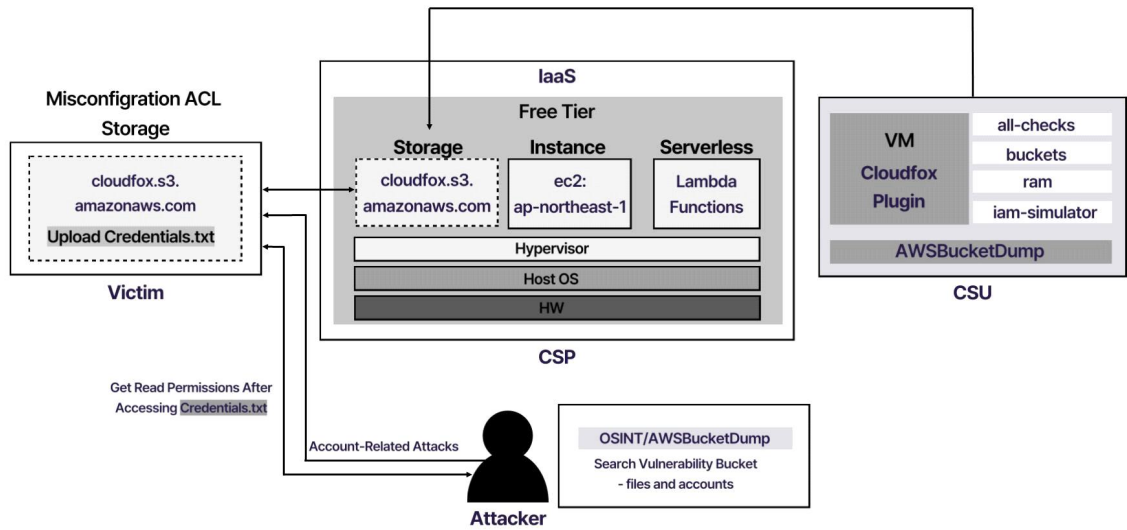 Misconfigration ACL
Storage
cloudfox.s3.
amazonaws.com
Upload Credentials.txt
Victim
IaaS
Free Tier
Storage
cloudfox.s3.
amazonaws.com
Instance
ec2:
ap-northeast-1
Serverless
Lambda
Functions
Hypervisor
Host OS
HW
CSP
VM
Cloudfox
Plugin
all-checks
buckets
ram
iam-simulator
AWSBucketDump
CSU
Get Read Permissions After
Accessing Credentials.txt
Account-Related Attacks
Attacker
OSINT/AWSBucketDump
Search Vulnerability Bucket
- files and accounts